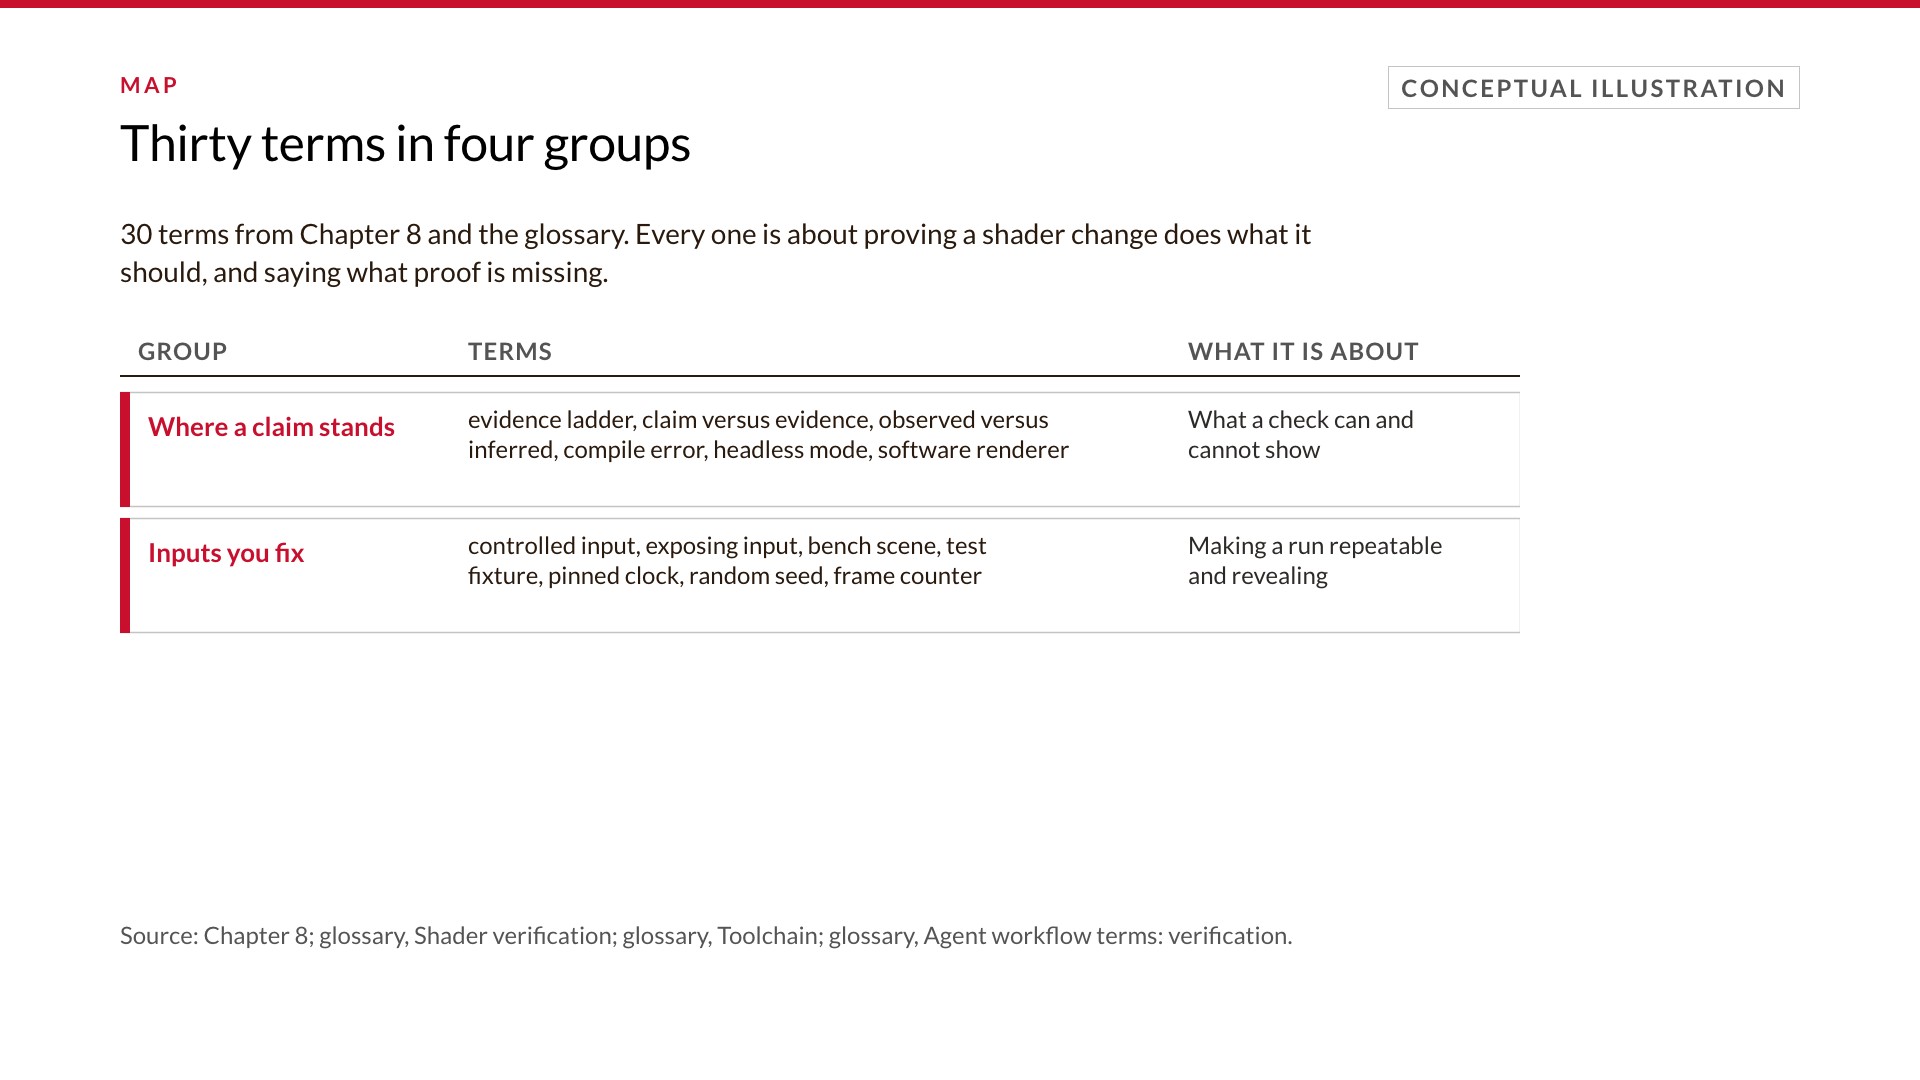 MAP
CONCEPTUAL ILLUSTRATION
Thirty terms in four groups
30 terms from Chapter 8 and the glossary. Every one is about proving a shader change does what it
should, and saying what proof is missing.
GROUP TERMS WHAT IT IS ABOUT
Where a claim stands
evidence ladder, claim versus evidence, observed versus
inferred, compile error, headless mode, software renderer
What a check can and
cannot show
Inputs you fix
controlled input, exposing input, bench scene, test
fixture, pinned clock, random seed, frame counter
Making a run repeatable
and revealing
Source: Chapter 8; glossary, Shader verification; glossary, Toolchain; glossary, Agent workflow terms: verification.